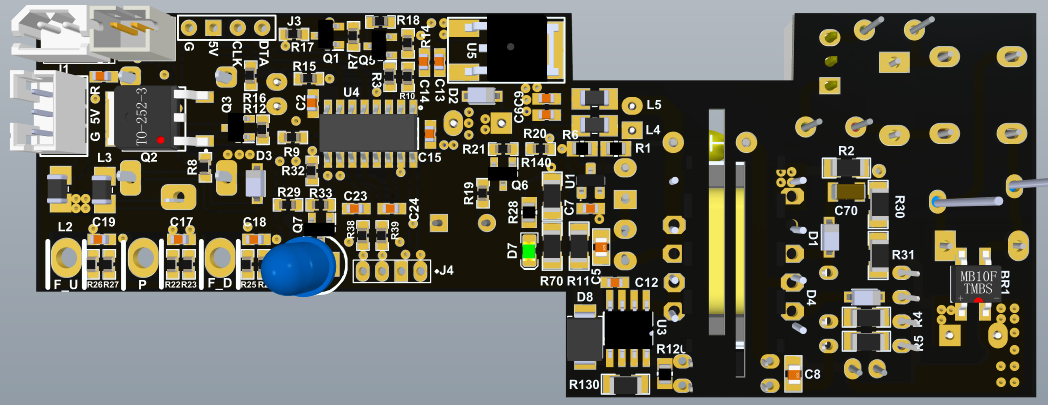 J3
R18
R17
Q1
G
5V
CLK
DTA
U5
R15
R3
R10
C14
C13
D2
L5
L4
G 5V
TO-252-3
Q3
R16
R12
C2
U4
R20
R6
R1
R21
C15
R140
L3
Q2
R8
D3
R9
R32
Q6
U1
R2
R19
C70
R30
R29
R33
C23
C24
R28
C7
C19
C17
C18
Q7
R38
R39
D7
D1
L2
R31
C5
R26
R27
R22
R23
R25
J4
R70
R11
C12
D4
MB10F
TMBS
BR1
F_U
P
F_D
D8
U3
R4
R5
R130
C8